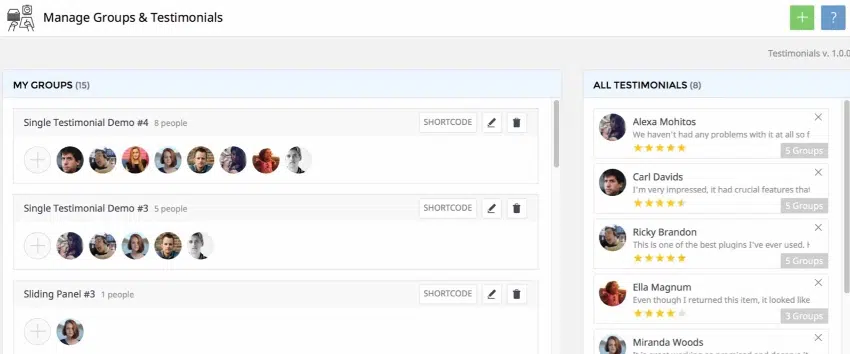 Manage Groups & Testimonials
+
?
Testimonials v. 1.0.0
MY GROUPS (15)
Single Testimonial Demo #4 8 people
SHORTCODE
Single Testimonial Demo #3 5 people
SHORTCODE
Sliding Panel #3 1 people
SHORTCODE
ALL TESTIMONIALS (8)
Alexa Mohitos
We haven't had any problems with it at all so f
5 Groups
Carl Davids
I'm very impressed, it had crucial features that
5 Groups
Ricky Brandon
This is one of the best plugins I've ever used. H
5 Groups
Ella Magnum
Even though I returned this item, it looked like
3 Groups
Miranda Woods